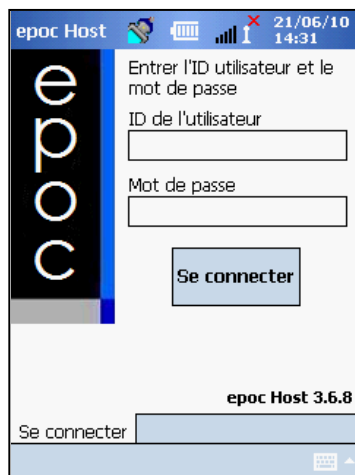 epoc Host
21/06/10
14:31
epoc
Entrer l'ID utilisateur et le
mot de passe
ID de l'utilisateur
Mot de passe
Se connecter
epoc Host 3.6.8
Se connecter